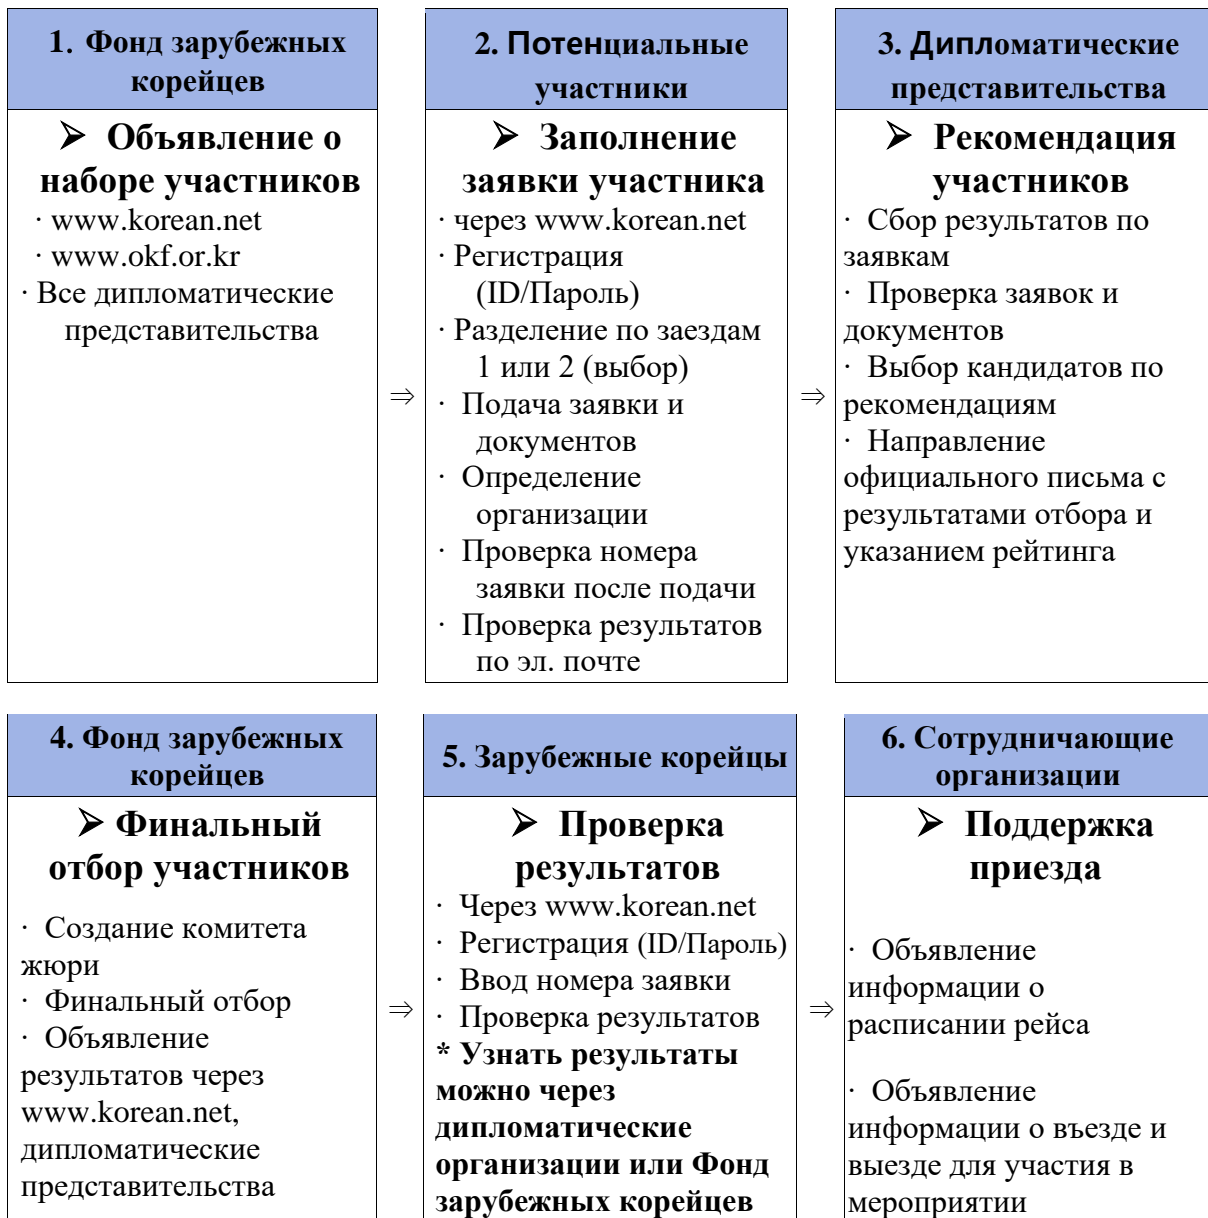 1. Фонд зарубежных
корейцев
➢ Объявление о
наборе участников
· www.korean.net
· www.okf.or.kr
· Все дипломатические
представительства
⇒
2. Потенциальные
участники
➢ Заполнение
заявки участника
· через www.korean.net
· Регистрация
(ID/Пароль)
· Разделение по заездам
1 или 2 (выбор)
· Подача заявки и
документов
· Определение
организации
· Проверка номера
заявки после подачи
· Проверка результатов
по эл. почте
⇒
3. Дипломатические
представительства
➢ Рекомендация
участников
· Сбор результатов по
заявкам
· Проверка заявок и
документов
· Выбор кандидатов по
рекомендациям
· Направление
официального письма с
результатами отбора и
указанием рейтинга
4. Фонд зарубежных
корейцев
➢ Финальный
отбор участников
· Создание комитета
жюри
· Финальный отбор
· Объявление
результатов через
www.korean.net,
дипломатические
представительства
⇒
5. Зарубежные корейцы
➢ Проверка
результатов
· Через www.korean.net
· Регистрация (ID/Пароль)
· Ввод номера заявки
· Проверка результатов
* Узнать результаты
можно через
дипломатические
организации или Фонд
зарубежных корейцев
⇒
6. Сотрудничающие
организации
➢ Поддержка
приезда
· Объявление
информации о
расписании рейса
· Объявление
информации о въезде и
выезде для участия в
мероприятии